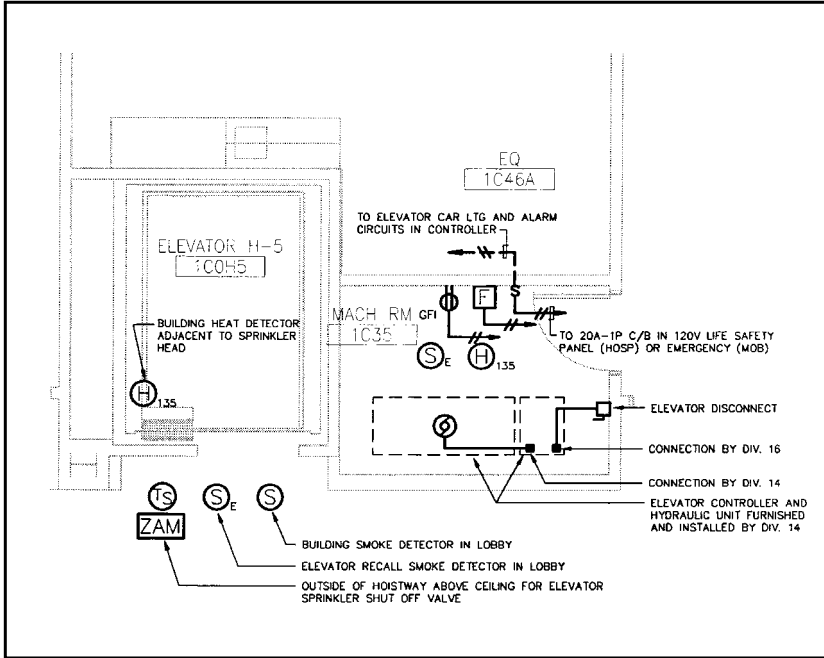 EQ
1C46A
TO ELEVATOR CAR LTG AND ALARM
CIRCUITS IN CONTROLLER
ELEVATOR H-5
1C0H5
S
F
MACH RM
GFI
1C35
BUILDING HEAT DETECTOR
ADJACENT TO SPRINKLER
HEAD
TO 20A-1P C/B IN 120V LIFE SAFETY
PANEL (HOSP) OR EMERGENCY (MOB)
S E
H 135
H 135
ELEVATOR DISCONNECT
CONNECTION BY DIV. 16
CONNECTION BY DIV. 14
ELEVATOR CONTROLLER AND
HYDRAULIC UNIT FURNISHED
AND INSTALLED BY DIV. 14
TS
S E
S
ZAM
BUILDING SMOKE DETECTOR IN LOBBY
ELEVATOR RECALL SMOKE DETECTOR IN LOBBY
OUTSIDE OF HOISTWAY ABOVE CEILING FOR ELEVATOR
SPRINKLER SHUT OFF VALVE